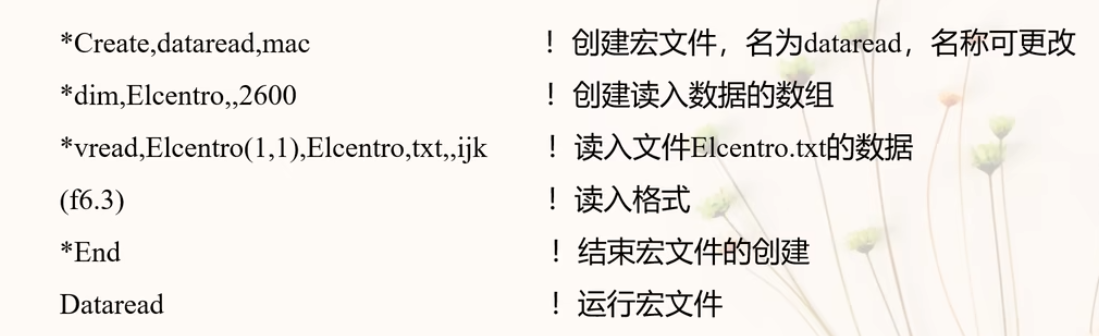 *Create,dataread,mac ！创建宏文件，名为dataread，名称可更改
*dim,Elcentro,,2600 ！创建读入数据的数组
*vread,Elcentro(1,1),Elcentro,txt,,ijk ！读入文件Elcentro.txt的数据
(f6.3) ！读入格式
*End ！结束宏文件的创建
Dataread ！运行宏文件